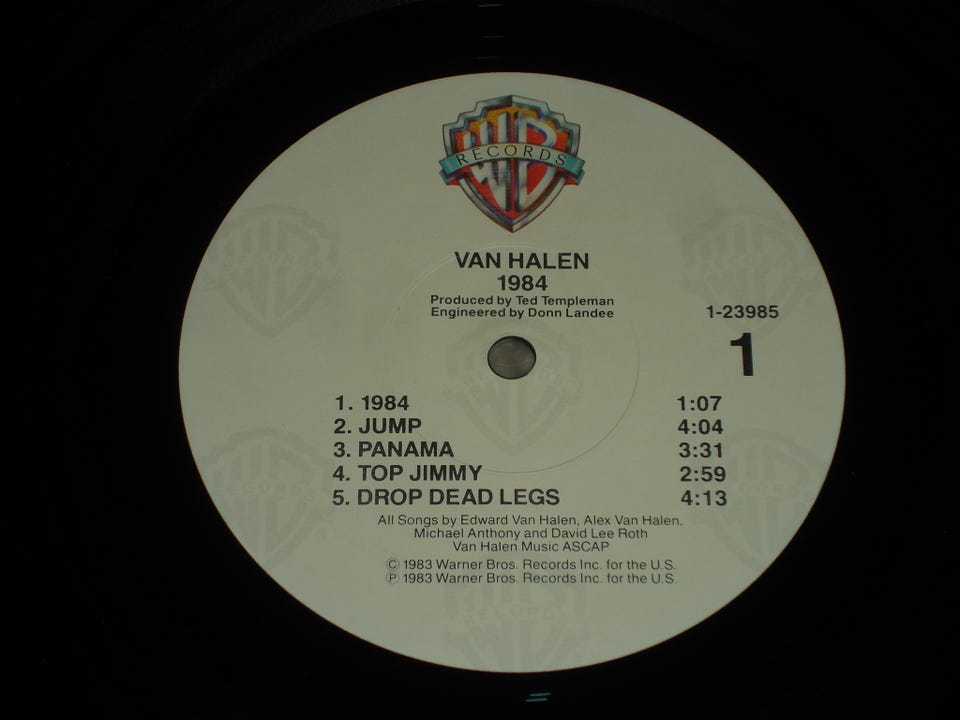 WB
RECORDS
VAN HALEN
1984
Produced by Ted Templeman
Engineered by Donn Landee
1-23985
1
1. 1984 1:07
2. JUMP 4:04
3. PANAMA 3:31
4. TOP JIMMY 2:59
5. DROP DEAD LEGS 4:13
All Songs by Edward Van Halen, Alex Van Halen,
Michael Anthony and David Lee Roth
Van Halen Music ASCAP
© 1983 Warner Bros. Records Inc. for the U.S.
℗ 1983 Warner Bros. Records Inc. for the U.S.